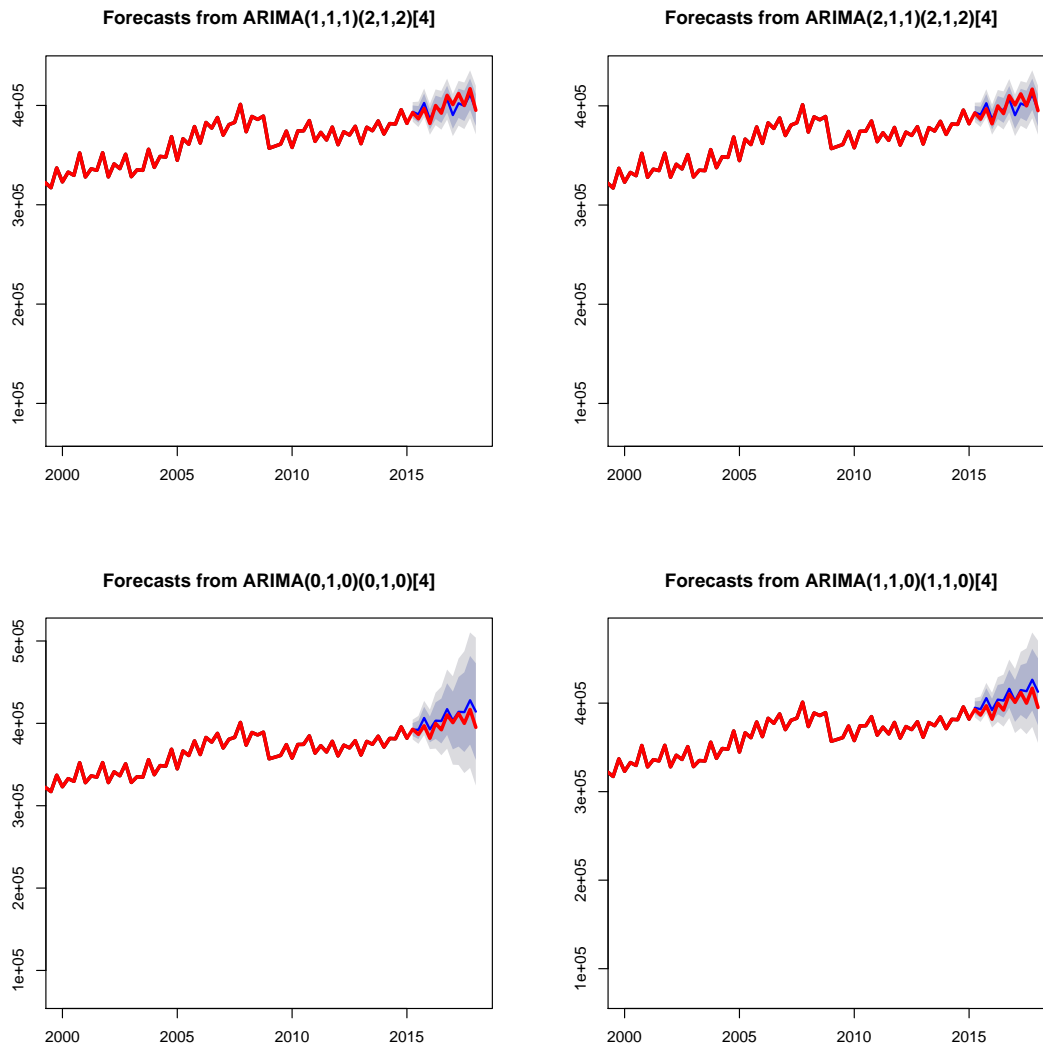 Forecasts from ARIMA(1,1,1)(2,1,2)[4]
4e+05
3e+05
2e+05
1e+05
2000 2005 2010 2015
Forecasts from ARIMA(2,1,1)(2,1,2)[4]
4e+05
3e+05
2e+05
1e+05
2000 2005 2010 2015
Forecasts from ARIMA(0,1,0)(0,1,0)[4]
5e+05
4e+05
3e+05
2e+05
1e+05
2000 2005 2010 2015
Forecasts from ARIMA(1,1,0)(1,1,0)[4]
4e+05
3e+05
2e+05
1e+05
2000 2005 2010 2015